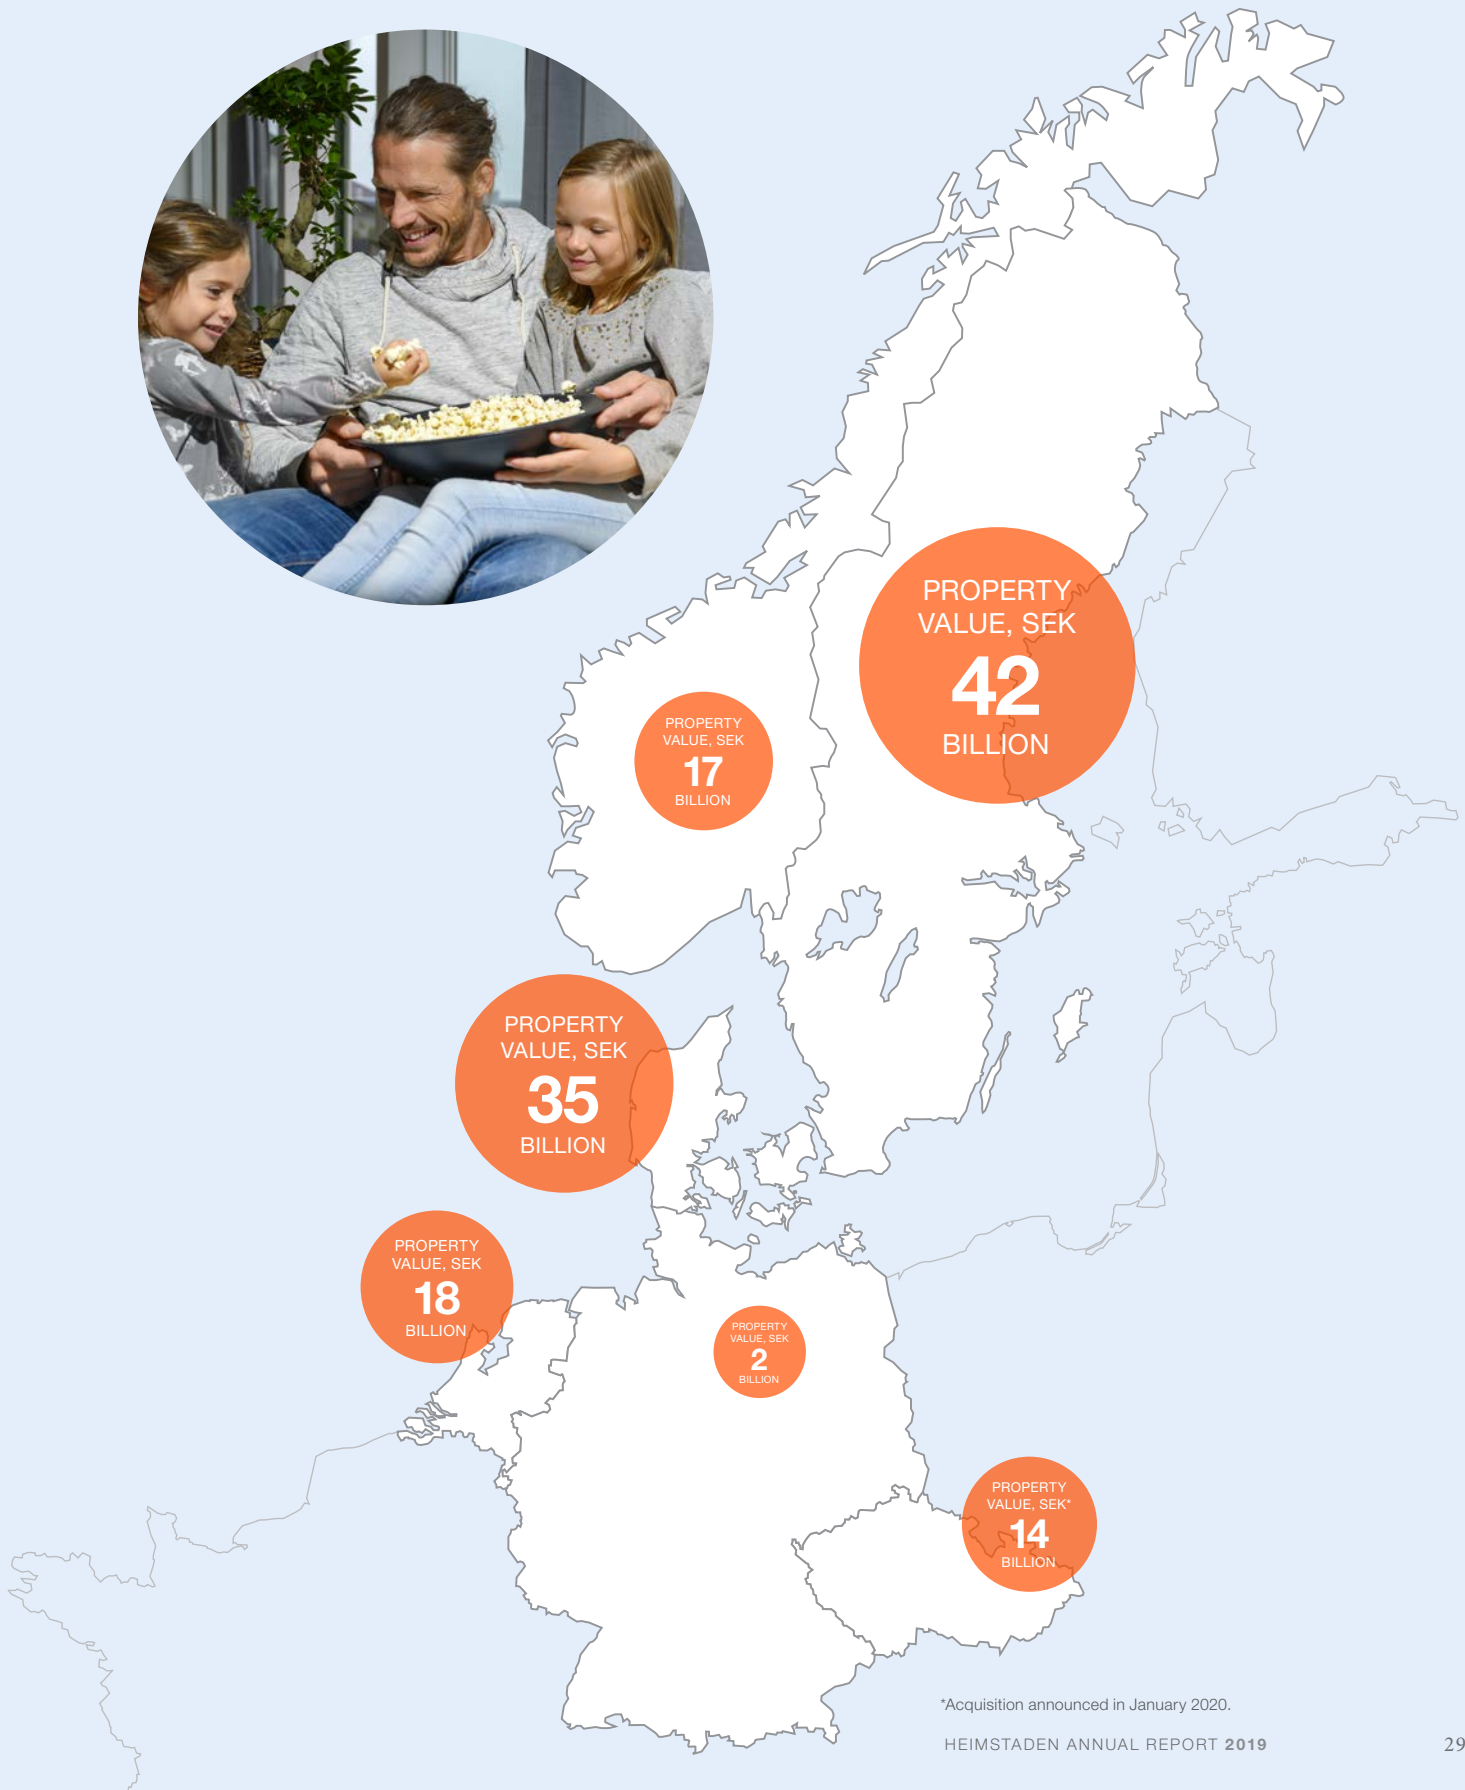 PROPERTY
VALUE, SEK
42
BILLION
PROPERTY
VALUE, SEK
17
BILLION
PROPERTY
VALUE, SEK
35
BILLION
PROPERTY
VALUE, SEK
18
BILLION
PROPERTY
VALUE, SEK
2
BILLION
PROPERTY
VALUE, SEK*
14
BILLION
*Acquisition announced in January 2020.
HEIMSTADEN ANNUAL REPORT 2019 29